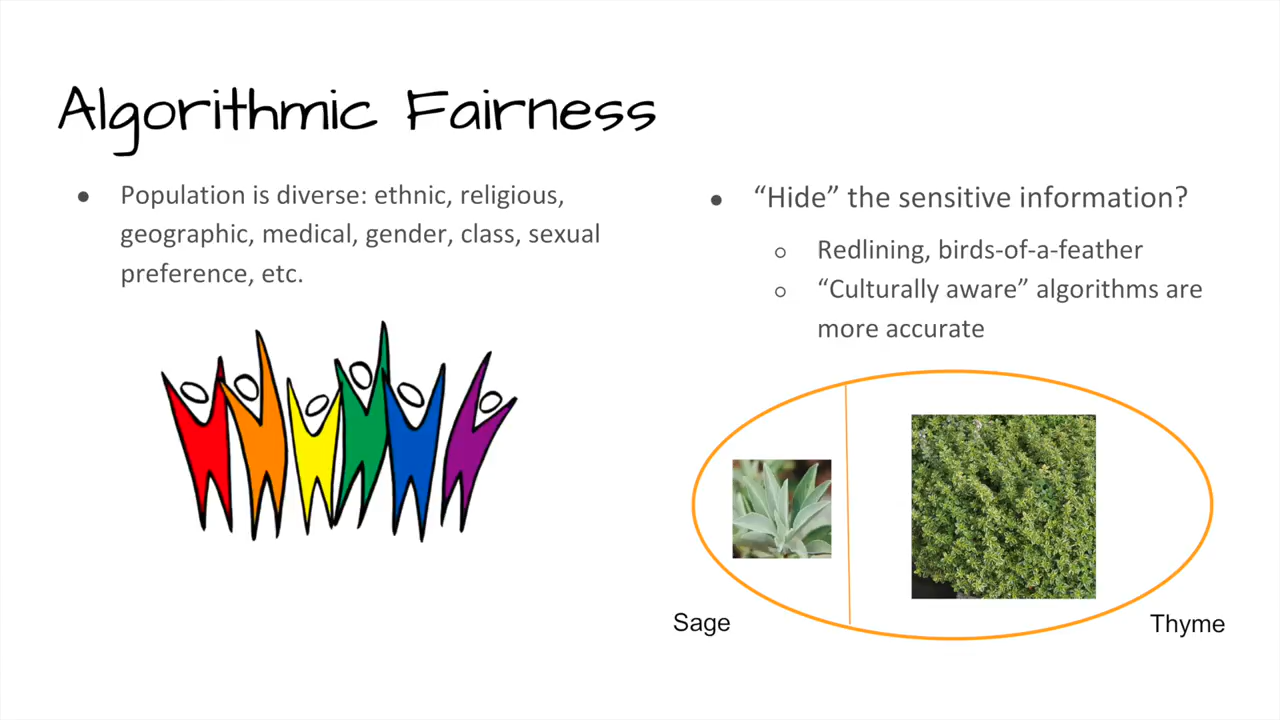 Algorithmic Fairness
● Population is diverse: ethnic, religious,
geographic, medical, gender, class, sexual
preference, etc.
● “Hide” the sensitive information?
○ Redlining, birds-of-a-feather
○ “Culturally aware” algorithms are
more accurate
Sage
Thyme